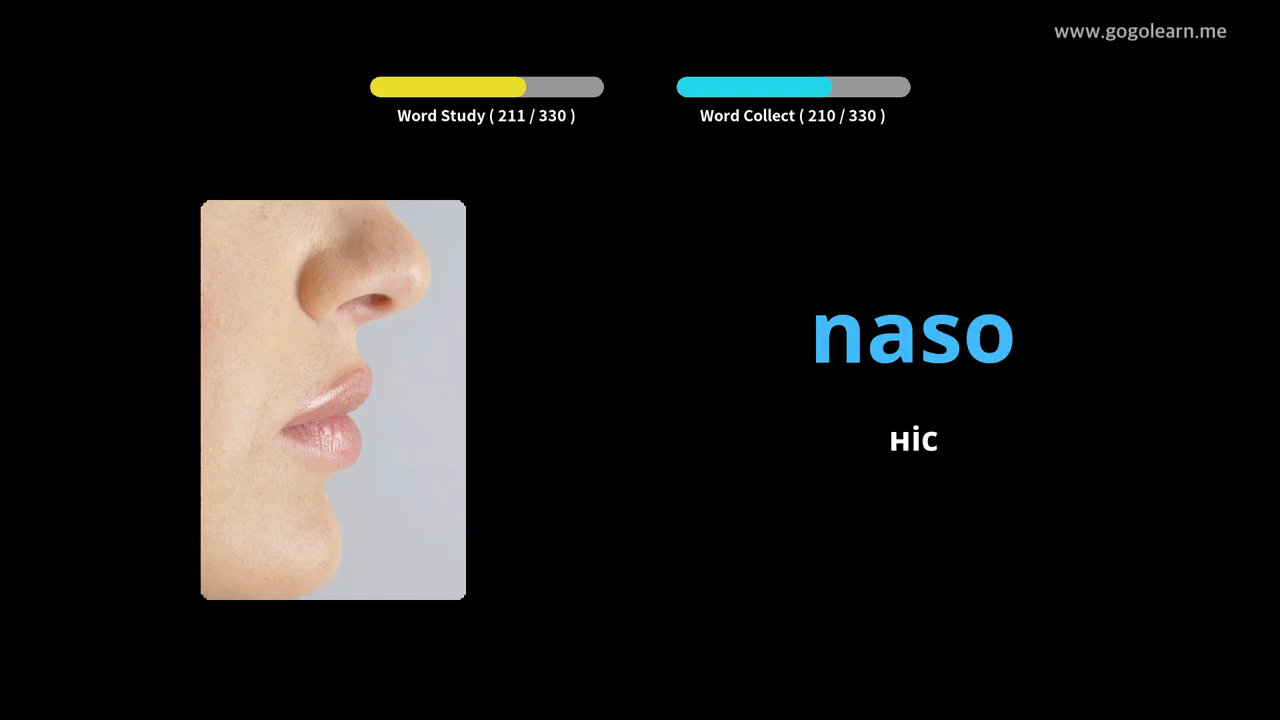 www.gogolearn.me
Word Study ( 211 / 330 )
Word Collect ( 210 / 330 )
naso
ніс